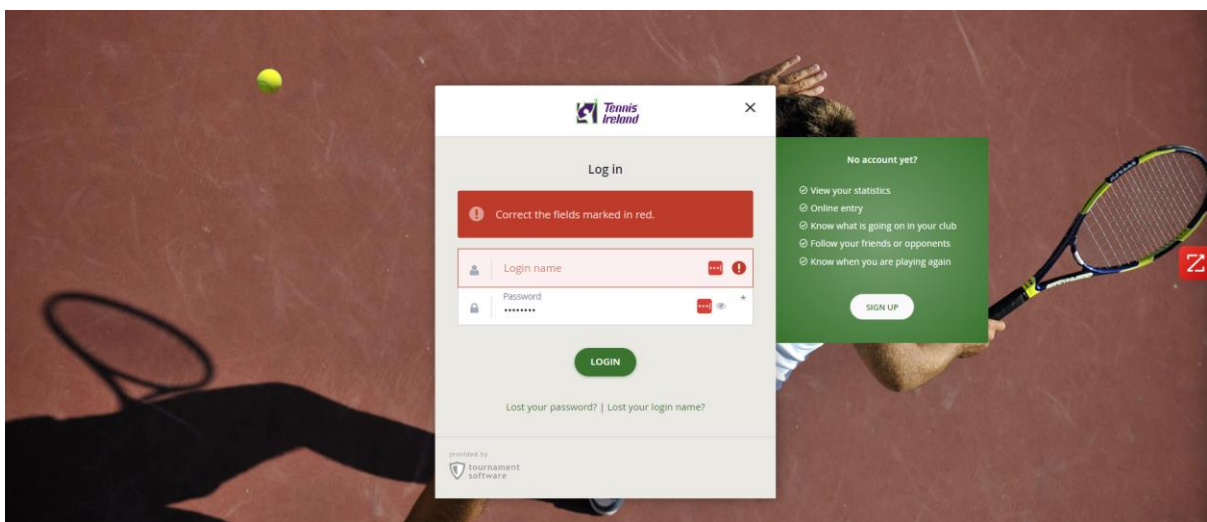 Tennis
Ireland
Log in
Correct the fields marked in red.
Login name
Password
*
LOGIN
Lost your password? | Lost your login name?
provided by
tournament
software
No account yet?
View your statistics
Online entry
Know what is going on in your club
Follow your friends or opponents
Know when you are playing again
SIGN UP